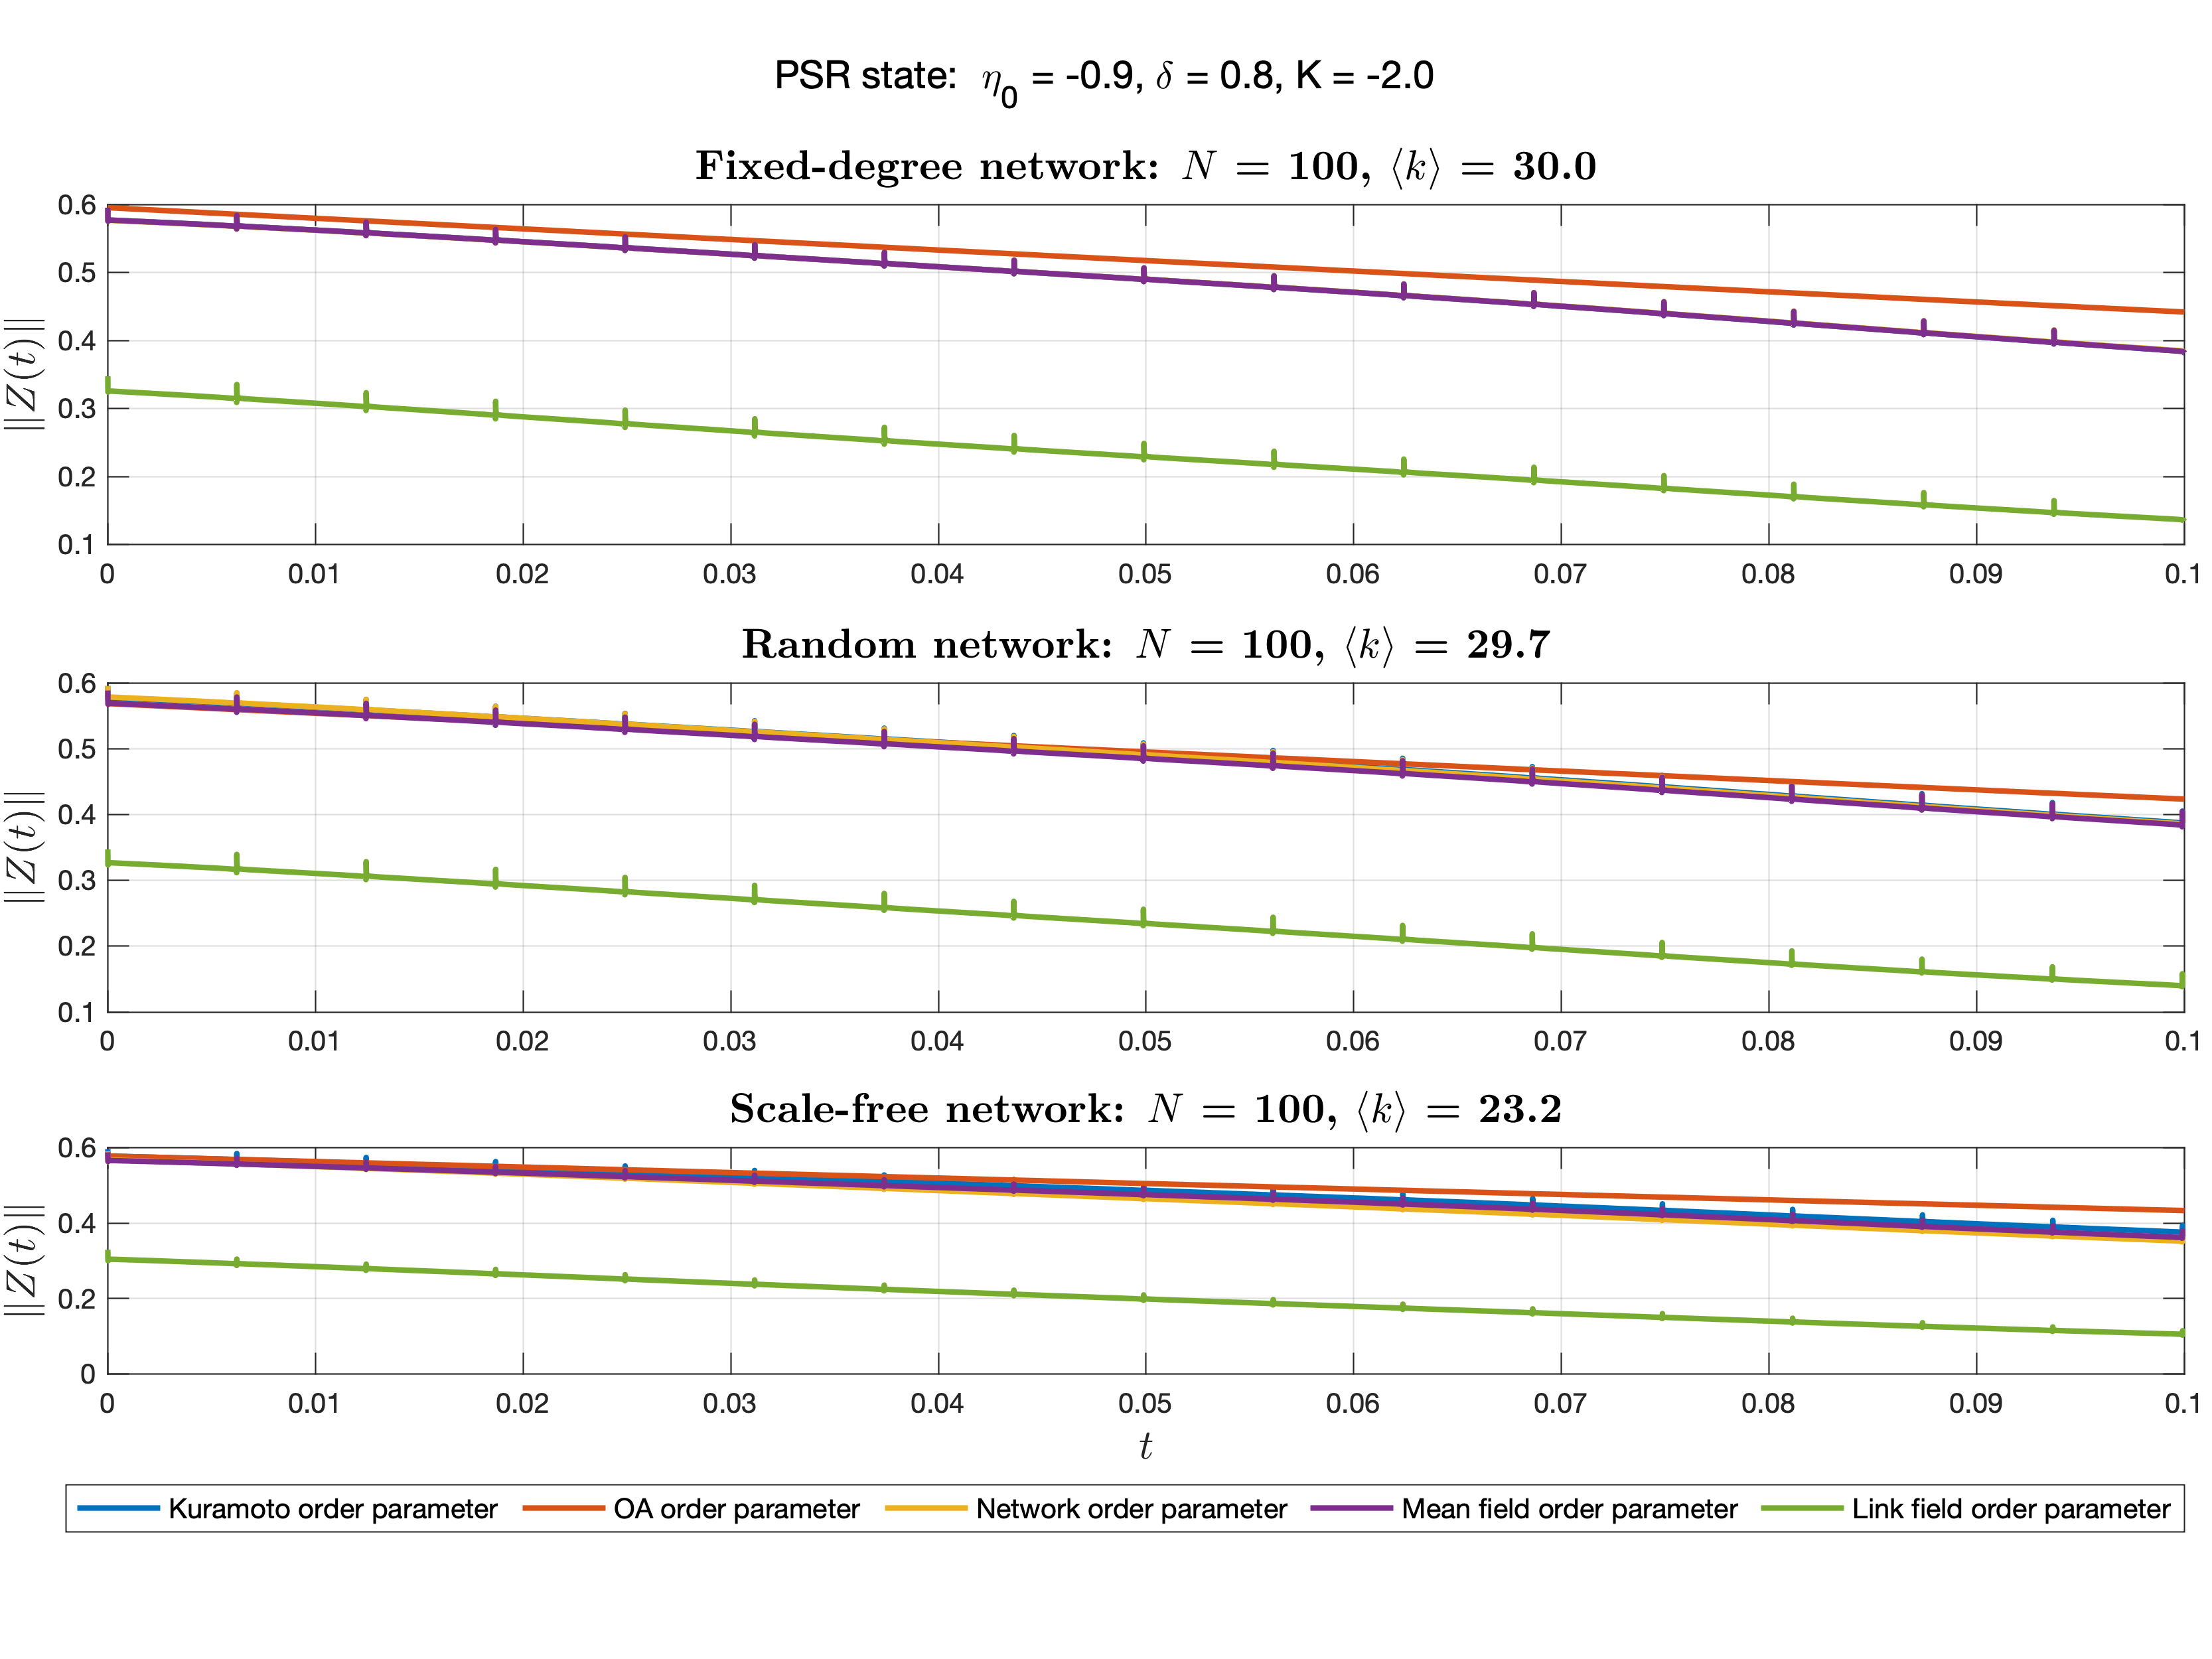 PSR state: η₀ = -0.9, δ = 0.8, K = -2.0
Fixed-degree network: N = 100, ⟨k⟩ = 30.0
0.6
0.5
0.4
0.3
0.2
0.1
‖Z(t)‖
0 0.01 0.02 0.03 0.04 0.05 0.06 0.07 0.08 0.09 0.1
Random network: N = 100, ⟨k⟩ = 29.7
0.6
0.5
0.4
0.3
0.2
0.1
‖Z(t)‖
0 0.01 0.02 0.03 0.04 0.05 0.06 0.07 0.08 0.09 0.1
Scale-free network: N = 100, ⟨k⟩ = 23.2
0.6
0.4
0.2
0
‖Z(t)‖
0 0.01 0.02 0.03 0.04 0.05 0.06 0.07 0.08 0.09 0.1
t
Kuramoto order parameter OA order parameter Network order parameter Mean field order parameter Link field order parameter